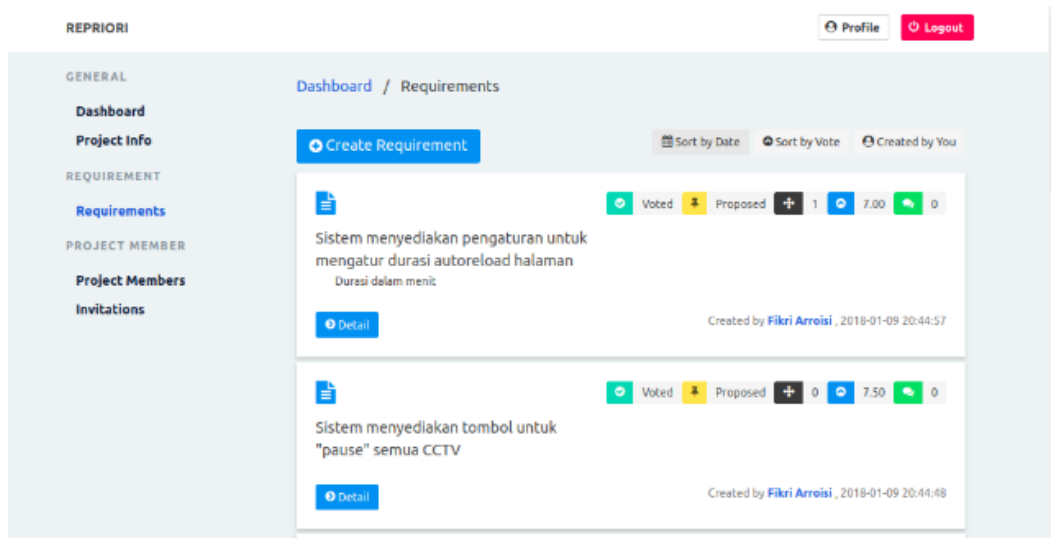 REPRIORI
Profile
Logout
GENERAL
Dashboard
Project Info
REQUIREMENT
Requirements
PROJECT MEMBER
Project Members
Invitations
Dashboard / Requirements
Create Requirement
Sort by Date
Sort by Vote
Created by You
Voted Proposed 1 7.00 0
Sistem menyediakan pengaturan untuk
mengatur durasi autoreload halaman
Durasi dalam menit
Detail
Created by Fikri Arroisi , 2018-01-09 20:44:57
Voted Proposed 0 7.50 0
Sistem menyediakan tombol untuk
"pause" semua CCTV
Detail
Created by Fikri Arroisi , 2018-01-09 20:44:48